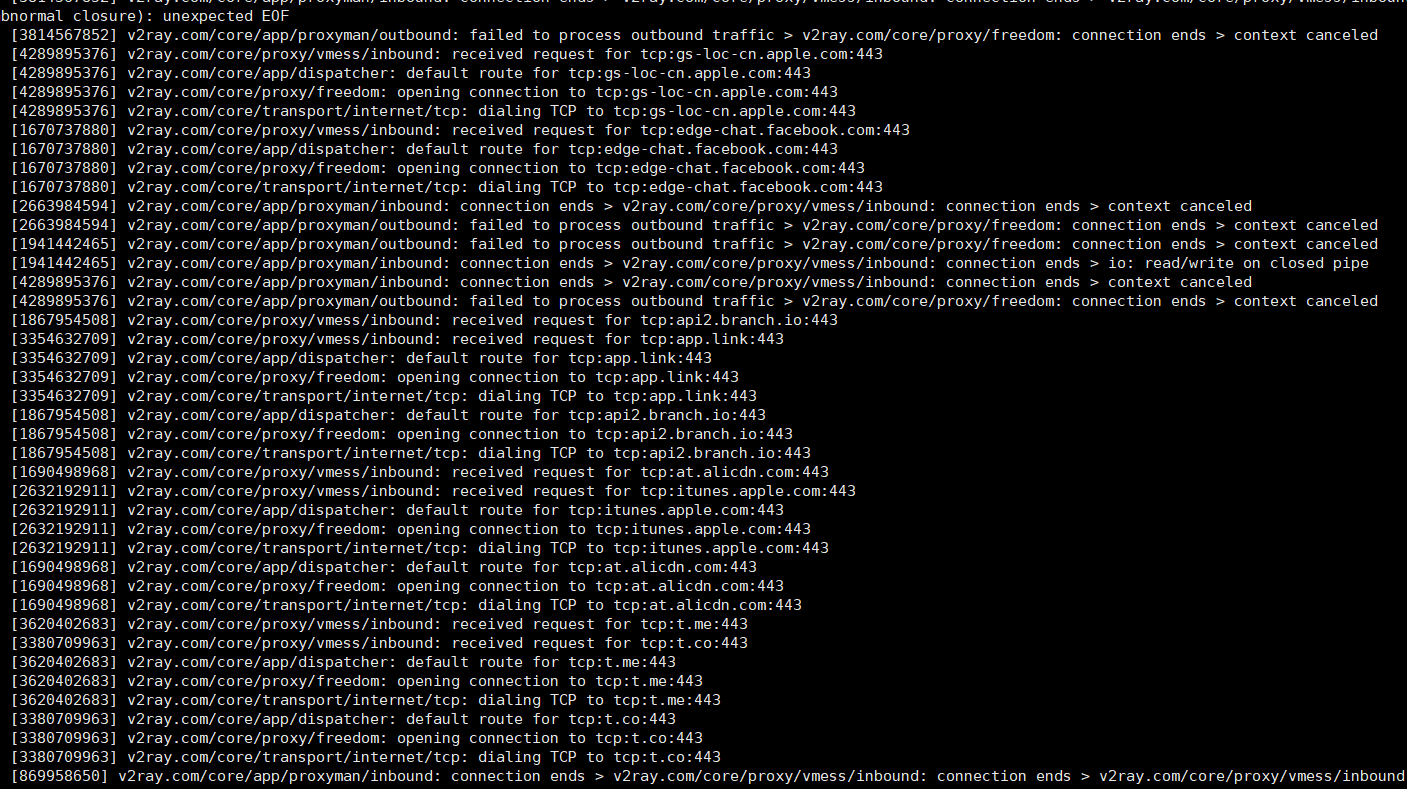 [3814567852] v2ray.com/core/app/proxyman/inbound: connection ends > v2ray.com/core/proxy/vmess/inbound: connection ends > v2ray.com/core/proxy/vmess/inbound
bnormal closure): unexpected EOF
[3814567852] v2ray.com/core/app/proxyman/outbound: failed to process outbound traffic > v2ray.com/core/proxy/freedom: connection ends > context canceled
[4289895376] v2ray.com/core/proxy/vmess/inbound: received request for tcp:gs-loc-cn.apple.com:443
[4289895376] v2ray.com/core/app/dispatcher: default route for tcp:gs-loc-cn.apple.com:443
[4289895376] v2ray.com/core/proxy/freedom: opening connection to tcp:gs-loc-cn.apple.com:443
[4289895376] v2ray.com/core/transport/internet/tcp: dialing TCP to tcp:gs-loc-cn.apple.com:443
[1670737880] v2ray.com/core/proxy/vmess/inbound: received request for tcp:edge-chat.facebook.com:443
[1670737880] v2ray.com/core/app/dispatcher: default route for tcp:edge-chat.facebook.com:443
[1670737880] v2ray.com/core/proxy/freedom: opening connection to tcp:edge-chat.facebook.com:443
[1670737880] v2ray.com/core/transport/internet/tcp: dialing TCP to tcp:edge-chat.facebook.com:443
[2663984594] v2ray.com/core/app/proxyman/inbound: connection ends > v2ray.com/core/proxy/vmess/inbound: connection ends > context canceled
[2663984594] v2ray.com/core/app/proxyman/outbound: failed to process outbound traffic > v2ray.com/core/proxy/freedom: connection ends > context canceled
[1941442465] v2ray.com/core/app/proxyman/outbound: failed to process outbound traffic > v2ray.com/core/proxy/freedom: connection ends > context canceled
[1941442465] v2ray.com/core/app/proxyman/inbound: connection ends > v2ray.com/core/proxy/vmess/inbound: connection ends > io: read/write on closed pipe
[4289895376] v2ray.com/core/app/proxyman/inbound: connection ends > v2ray.com/core/proxy/vmess/inbound: connection ends > context canceled
[4289895376] v2ray.com/core/app/proxyman/outbound: failed to process outbound traffic > v2ray.com/core/proxy/freedom: connection ends > context canceled
[1867954508] v2ray.com/core/proxy/vmess/inbound: received request for tcp:api2.branch.io:443
[3354632709] v2ray.com/core/proxy/vmess/inbound: received request for tcp:app.link:443
[3354632709] v2ray.com/core/app/dispatcher: default route for tcp:app.link:443
[3354632709] v2ray.com/core/proxy/freedom: opening connection to tcp:app.link:443
[3354632709] v2ray.com/core/transport/internet/tcp: dialing TCP to tcp:app.link:443
[1867954508] v2ray.com/core/app/dispatcher: default route for tcp:api2.branch.io:443
[1867954508] v2ray.com/core/proxy/freedom: opening connection to tcp:api2.branch.io:443
[1867954508] v2ray.com/core/transport/internet/tcp: dialing TCP to tcp:api2.branch.io:443
[1690498968] v2ray.com/core/proxy/vmess/inbound: received request for tcp:at.alicdn.com:443
[2632192911] v2ray.com/core/proxy/vmess/inbound: received request for tcp:itunes.apple.com:443
[2632192911] v2ray.com/core/app/dispatcher: default route for tcp:itunes.apple.com:443
[2632192911] v2ray.com/core/proxy/freedom: opening connection to tcp:itunes.apple.com:443
[2632192911] v2ray.com/core/transport/internet/tcp: dialing TCP to tcp:itunes.apple.com:443
[1690498968] v2ray.com/core/app/dispatcher: default route for tcp:at.alicdn.com:443
[1690498968] v2ray.com/core/proxy/freedom: opening connection to tcp:at.alicdn.com:443
[1690498968] v2ray.com/core/transport/internet/tcp: dialing TCP to tcp:at.alicdn.com:443
[3620402683] v2ray.com/core/proxy/vmess/inbound: received request for tcp:t.me:443
[3380709963] v2ray.com/core/proxy/vmess/inbound: received request for tcp:t.co:443
[3620402683] v2ray.com/core/app/dispatcher: default route for tcp:t.me:443
[3620402683] v2ray.com/core/proxy/freedom: opening connection to tcp:t.me:443
[3620402683] v2ray.com/core/transport/internet/tcp: dialing TCP to tcp:t.me:443
[3380709963] v2ray.com/core/app/dispatcher: default route for tcp:t.co:443
[3380709963] v2ray.com/core/proxy/freedom: opening connection to tcp:t.co:443
[3380709963] v2ray.com/core/transport/internet/tcp: dialing TCP to tcp:t.co:443
[869958650] v2ray.com/core/app/proxyman/inbound: connection ends > v2ray.com/core/proxy/vmess/inbound: connection ends > v2ray.com/core/proxy/vmess/inbound